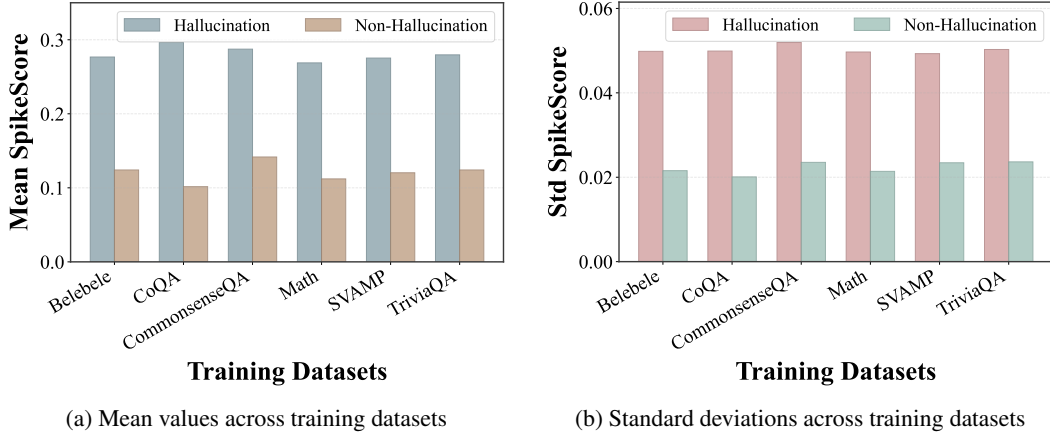 Hallucination
Non-Hallucination
Mean SpikeScore
0.3
0.2
0.1
0.0
Belebele
CoQA
CommonsenseQA
Math
SVAMP
TriviaQA
Training Datasets
(a) Mean values across training datasets
Hallucination
Non-Hallucination
Std SpikeScore
0.06
0.04
0.02
0.00
Belebele
CoQA
CommonsenseQA
Math
SVAMP
TriviaQA
Training Datasets
(b) Standard deviations across training datasets